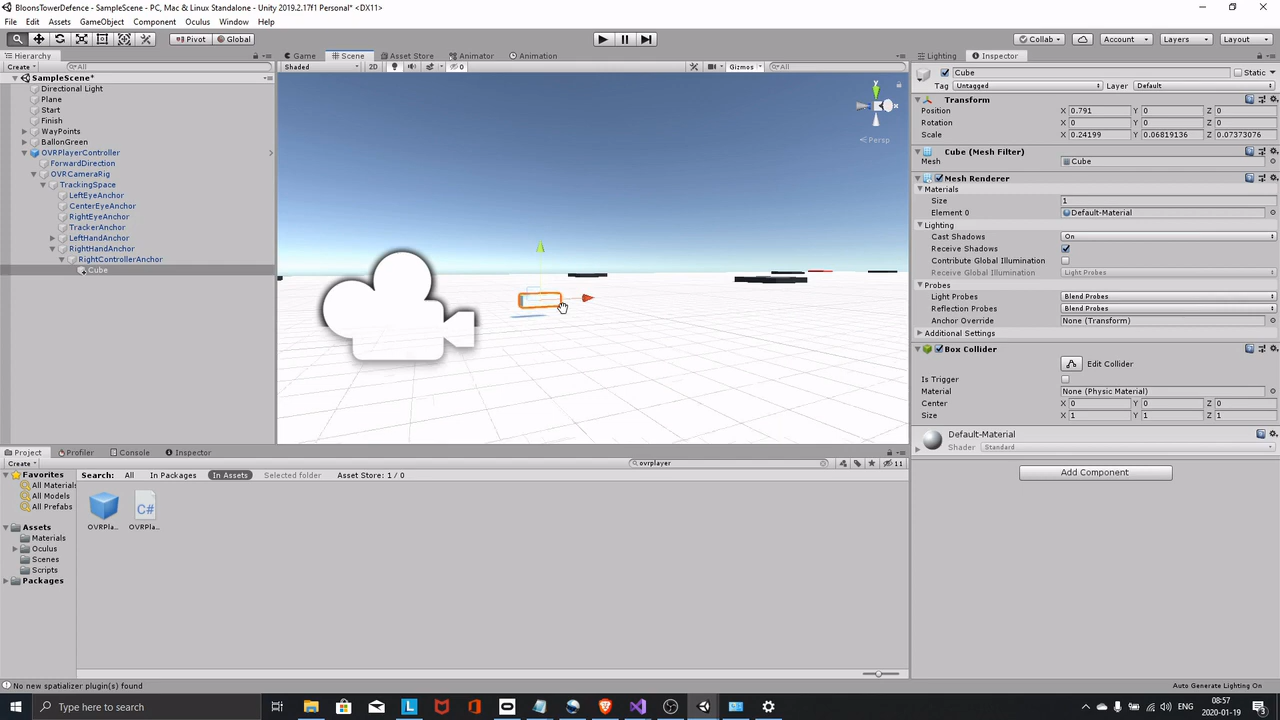 BloonsTowerDefence - SampleScene - PC, Mac & Linux Standalone - Unity 2019.2.17f1 Personal* <DX11>
File Edit Assets GameObject Component Oculus Window Help
Pivot Global Collab Account Layers Layout
Hierarchy
Create All
SampleScene*
Directional Light
Plane
Start
Finish
WayPoints
BallonGreen
OVRPlayerController
ForwardDirection
OVRCameraRig
TrackingSpace
LeftEyeAnchor
CenterEyeAnchor
RightEyeAnchor
TrackerAnchor
LeftHandAnchor
RightHandAnchor
RightControllerAnchor
Cube
Game Scene Asset Store Animator Animation
Shaded 2D 0 Gizmos All
y
Persp
Lighting Inspector
Cube Static
Tag Untagged Layer Default
Transform
Position X 0.791 Y 0 Z 0
Rotation X 0 Y 0 Z 0
Scale X 0.24199 Y 0.06819136 Z 0.07373076
Cube (Mesh Filter)
Mesh Cube
Mesh Renderer
Materials
Size 1
Element 0 Default-Material
Lighting
Cast Shadows On
Receive Shadows
Contribute Global Illumination
Receive Global Illumination Light Probes
Probes
Light Probes Blend Probes
Reflection Probes Blend Probes
Anchor Override None (Transform)
Additional Settings
Box Collider
Edit Collider
Is Trigger
Material None (Physic Material)
Center X 0 Y 0 Z 0
Size X 1 Y 1 Z 1
Default-Material
Shader Standard
Add Component
Project Profiler Console Inspector
Create ovrplayer 11
Favorites
All Materials
All Models
All Prefabs
Assets
Materials
Oculus
Scenes
Scripts
Packages
Search: All In Packages In Assets Selected folder Asset Store: 1 / 0
C#
OVRPla... OVRPla...
No new spatializer plugin(s) found
Auto Generate Lighting On
Type here to search
08:57
2020-01-19